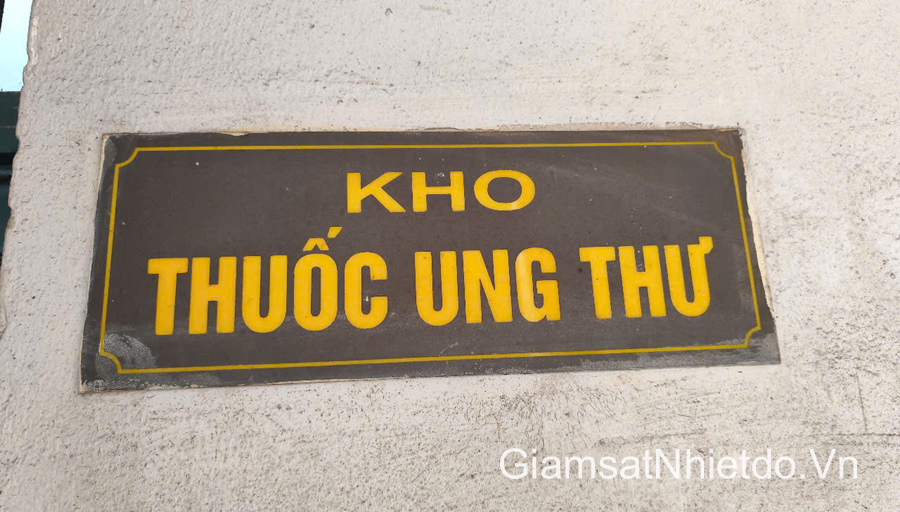 KHO
THUỐC UNG THƯ
GiamsatNhietdo.Vn